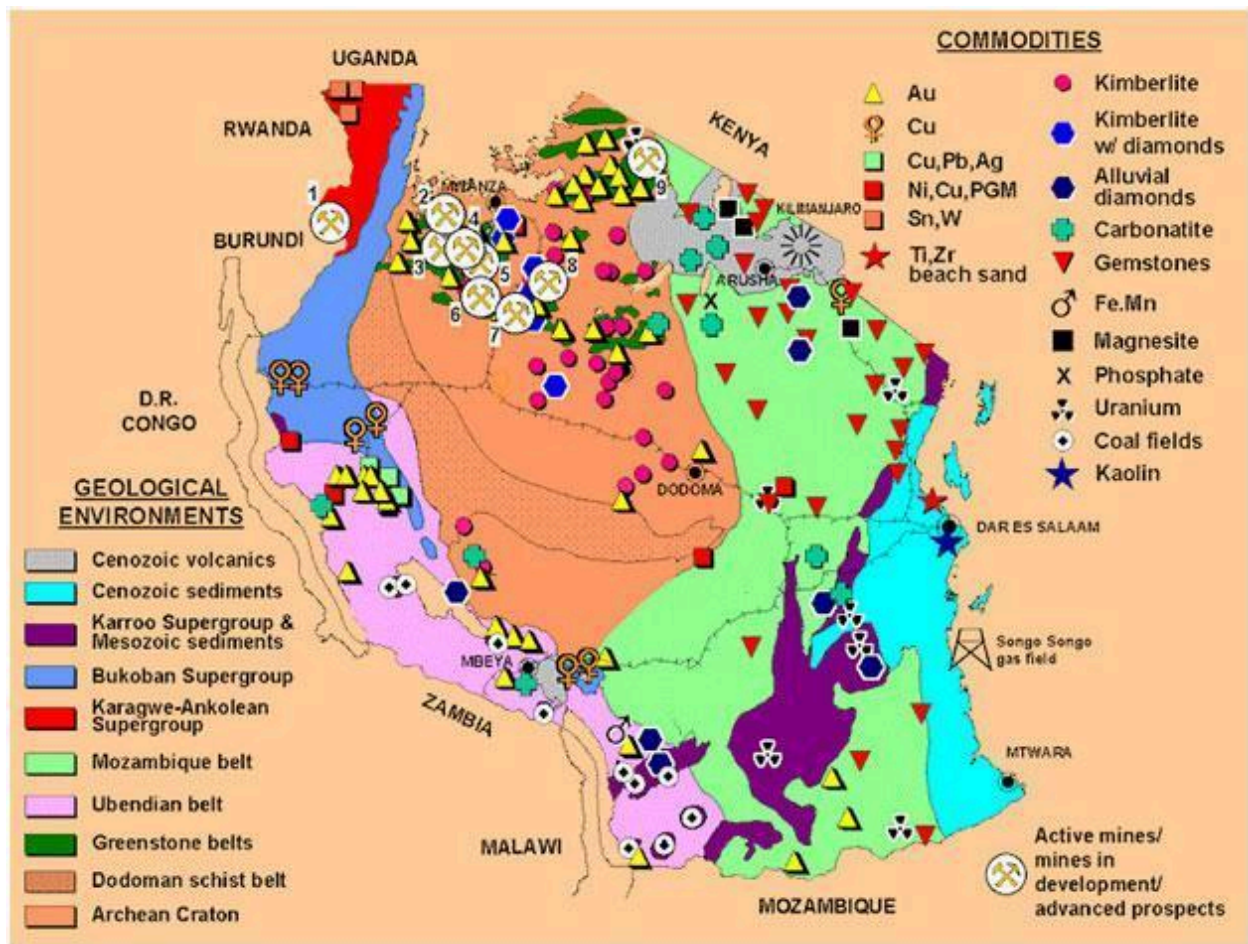 COMMODITIES
Au
Cu
Cu,Pb,Ag
Ni,Cu,PGM
Sn,W
Ti,Zr
beach sand
Kimberlite
Kimberlite
w/ diamonds
Alluvial
diamonds
Carbonatite
Gemstones
Fe.Mn
Magnesite
Phosphate
Uranium
Coal fields
Kaolin
UGANDA
RWANDA
BURUNDI
KENYA
D.R.
CONGO
ZAMBIA
MALAWI
MOZAMBIQUE
1
2
3
4
5
6
7
8
9
MWANZA
KILIMANJARO
ARUSHA
DODOMA
DAR ES SALAAM
MBEYA
MTWARA
Songo Songo
gas field
GEOLOGICAL
ENVIRONMENTS
Cenozoic volcanics
Cenozoic sediments
Karroo Supergroup &
Mesozoic sediments
Bukoban Supergroup
Karagwe-Ankolean
Supergroup
Mozambique belt
Ubendian belt
Greenstone belts
Dodoman schist belt
Archean Craton
Active mines/
mines in
development/
advanced prospects